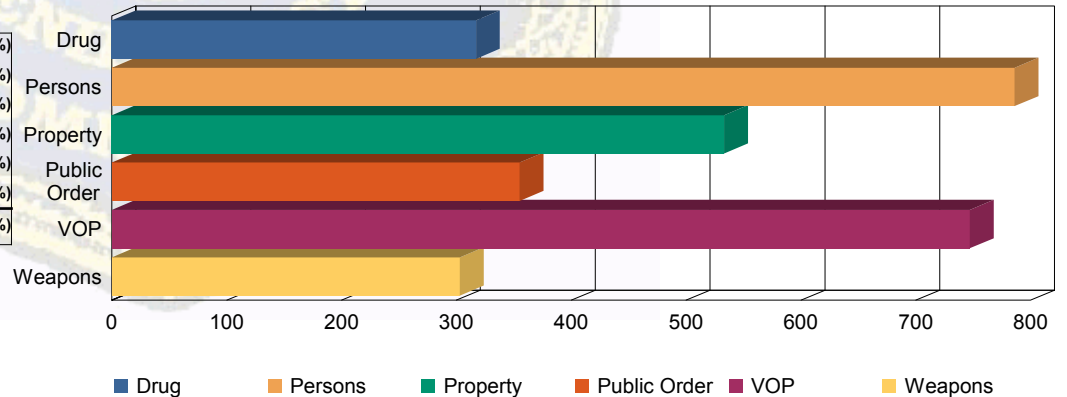 Drug
%)
%)
Persons
%)
%)
Property
%)
Public
Order
%)
VOP
%)
Weapons
0 100 200 300 400 500 600 700 800
Drug Persons Property Public Order VOP Weapons